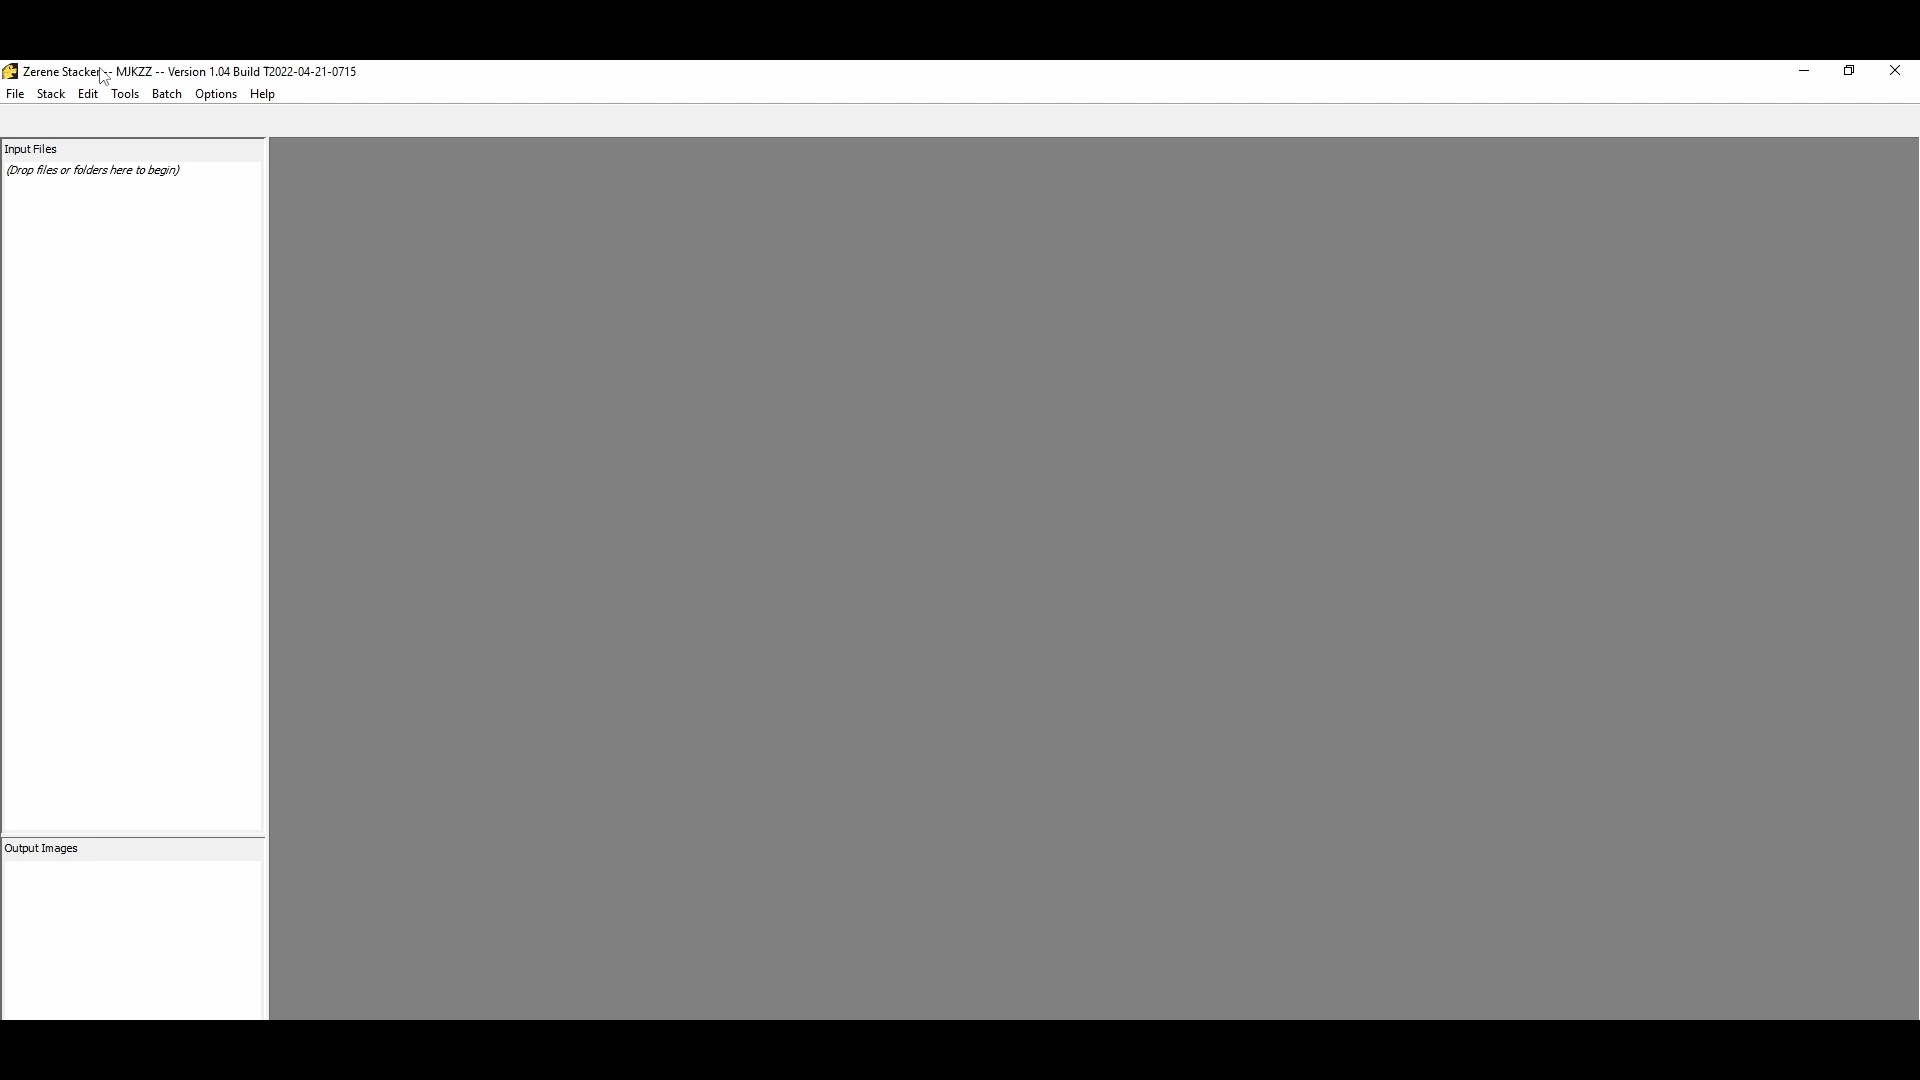 Zerene Stacker -- MJKZZ -- Version 1.04 Build T2022-04-21-0715
File Stack Edit Tools Batch Options Help
Input Files
(Drop files or folders here to begin)
Output Images